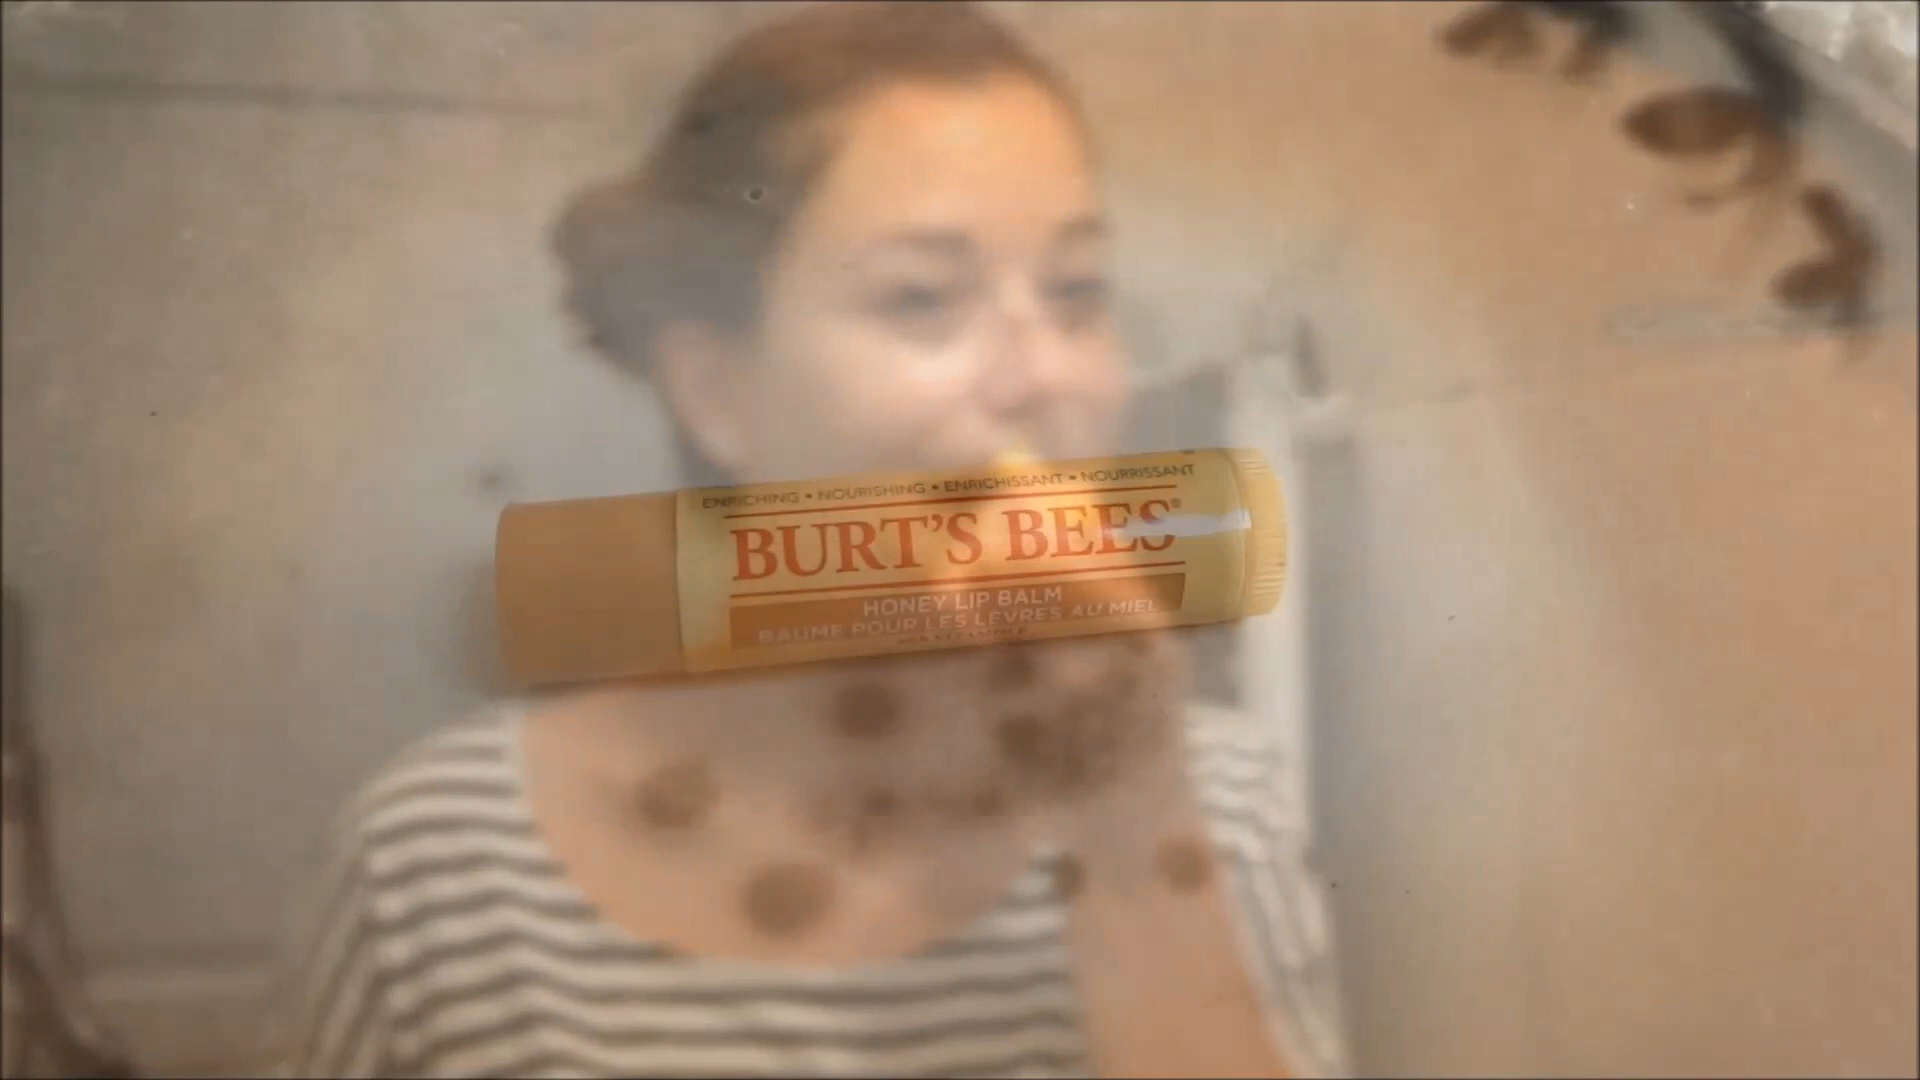 ENRICHING • NOURISHING • ENRICHISSANT • NOURRISSANT
BURT'S BEES®
HONEY LIP BALM
BAUME POUR LES LÈVRES AU MIEL